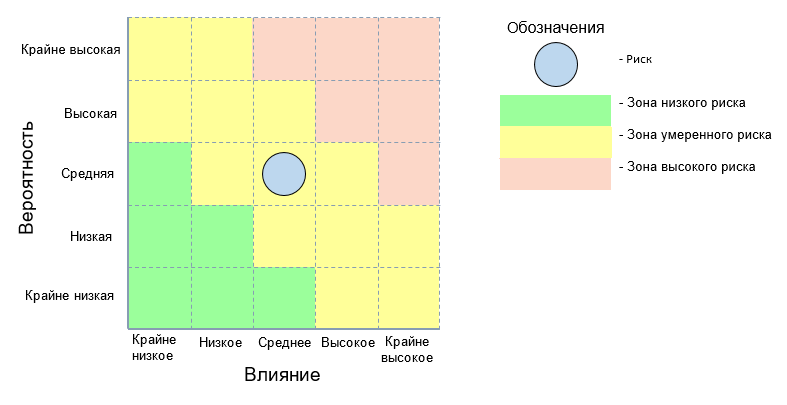 Обозначения
Крайне высокая
- Риск
- Зона низкого риска
Высокая
- Зона умеренного риска
- Зона высокого риска
Вероятность
Средняя
Низкая
Крайне низкая
Крайне
низкое
Низкое
Среднее
Высокое
Крайне
высокое
Влияние